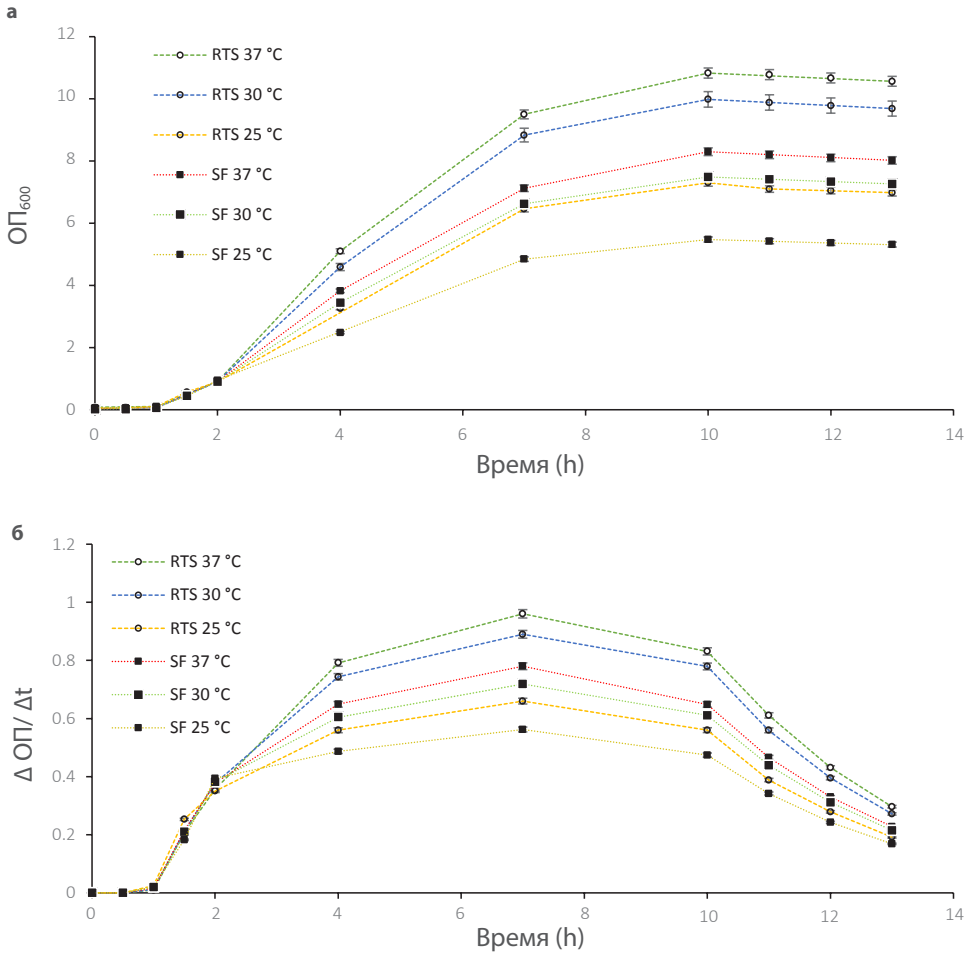 а
12
10
8
6
4
2
0
ОП600
RTS 37 °C
RTS 30 °C
RTS 25 °C
SF 37 °C
SF 30 °C
SF 25 °C
0 2 4 6 8 10 12 14
Время (h)
б
1.2
1
0.8
0.6
0.4
0.2
0
Δ ОП/ Δt
RTS 37 °C
RTS 30 °C
RTS 25 °C
SF 37 °C
SF 30 °C
SF 25 °C
0 2 4 6 8 10 12 14
Время (h)